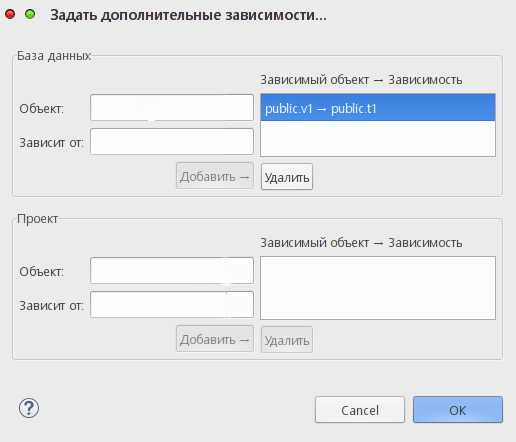 Задать дополнительные зависимости...
База данных
Зависимый объект → Зависимость
Объект:
public.v1 → public.t1
Зависит от:
Добавить →
Удалить
Проект
Зависимый объект → Зависимость
Объект:
Зависит от:
Добавить →
Удалить
?
Cancel
OK